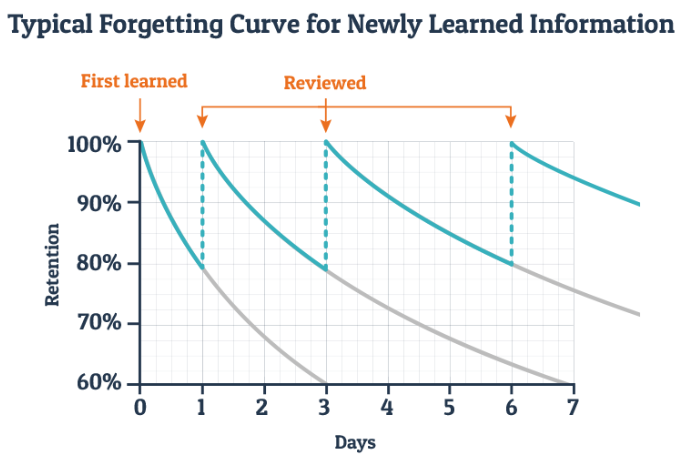 Typical Forgetting Curve for Newly Learned Information
First learned
Reviewed
100%
90%
80%
70%
60%
Retention
0 1 2 3 4 5 6 7
Days